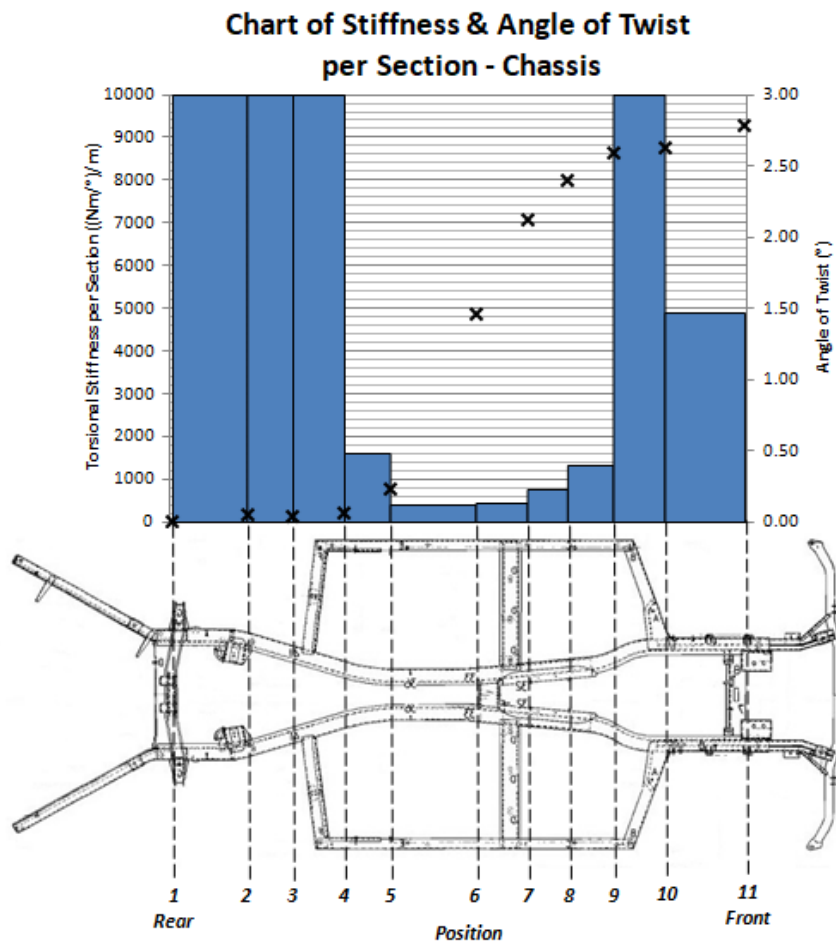 Chart of Stiffness & Angle of Twist
per Section - Chassis
Torsional Stiffness per Section ((Nm/°)/m)
10000
9000
8000
7000
6000
5000
4000
3000
2000
1000
0
3.00
2.50
2.00
1.50
1.00
0.50
0.00
Angle of Twist (°)
1 2 3 4 5 6 7 8 9 10 11
Rear Front
Position